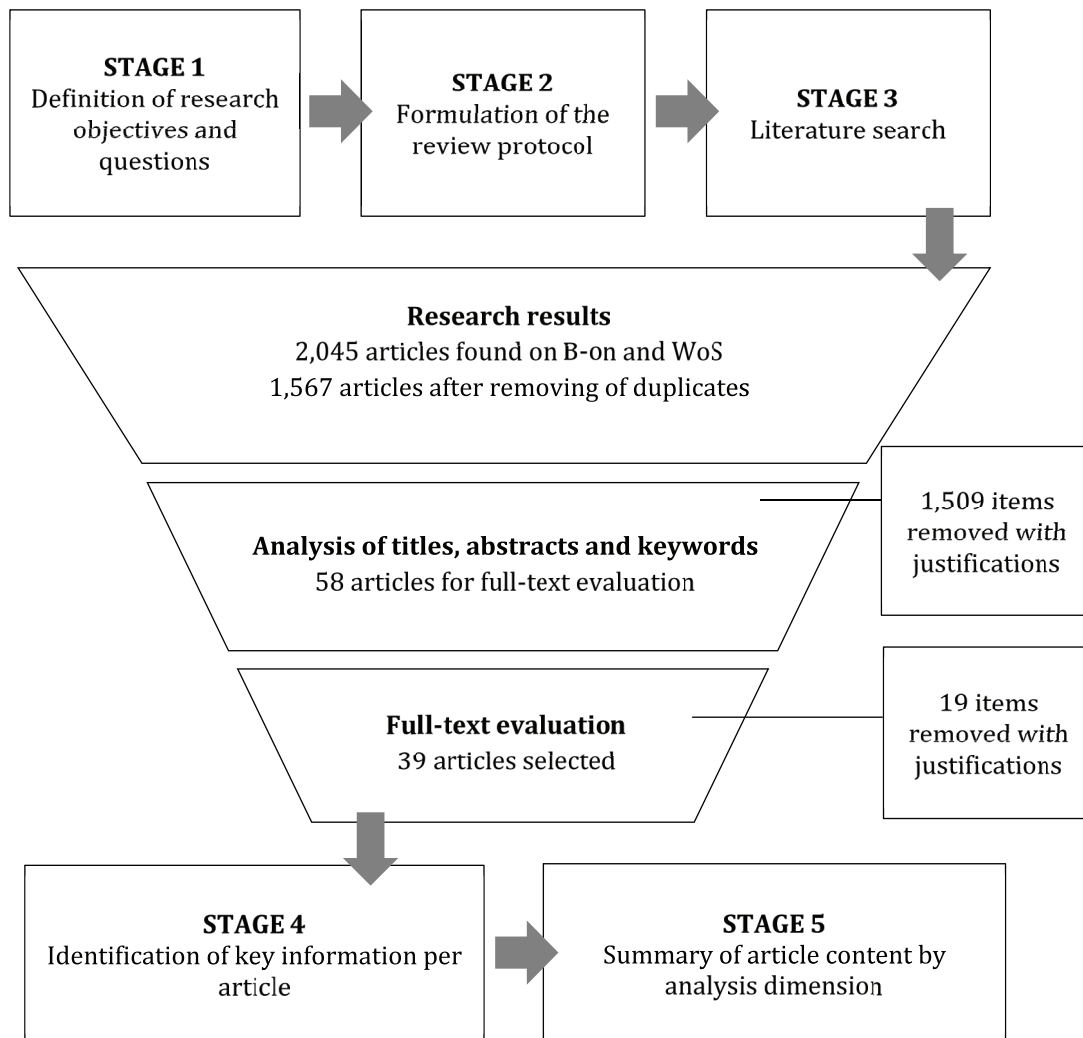 STAGE 1
Definition of research
objectives and
questions
STAGE 2
Formulation of the
review protocol
STAGE 3
Literature search
Research results
2,045 articles found on B-on and WoS
1,567 articles after removing of duplicates
Analysis of titles, abstracts and keywords
58 articles for full-text evaluation
1,509 items
removed with
justifications
Full-text evaluation
39 articles selected
19 items
removed with
justifications
STAGE 4
Identification of key information per
article
STAGE 5
Summary of article content by
analysis dimension